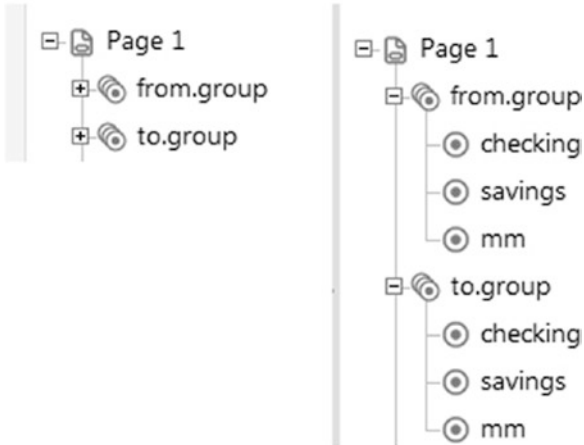 Page 1
from.group
to.group
Page 1
from.group
checking
savings
mm
to.group
checking
savings
mm